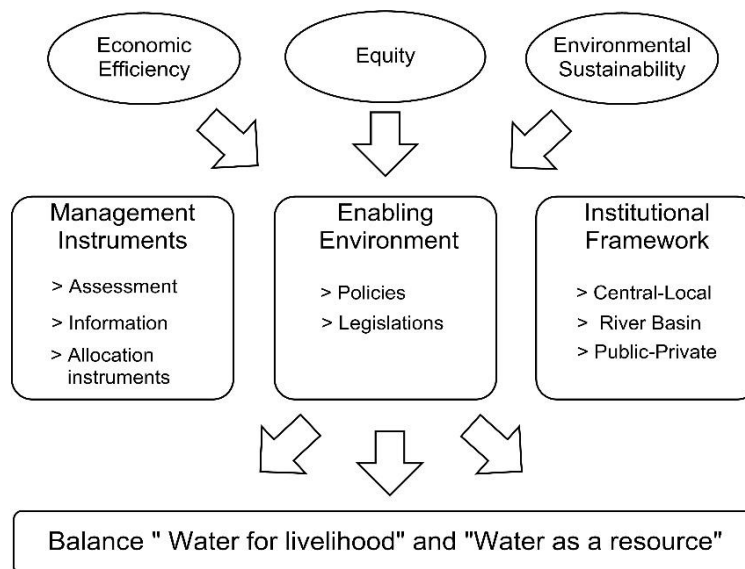 Economic
Efficiency
Equity
Environmental
Sustainability
Management
Instruments
> Assessment
> Information
> Allocation
instruments
Enabling
Environment
> Policies
> Legislations
Institutional
Framework
> Central-Local
> River Basin
> Public-Private
Balance " Water for livelihood" and "Water as a resource"